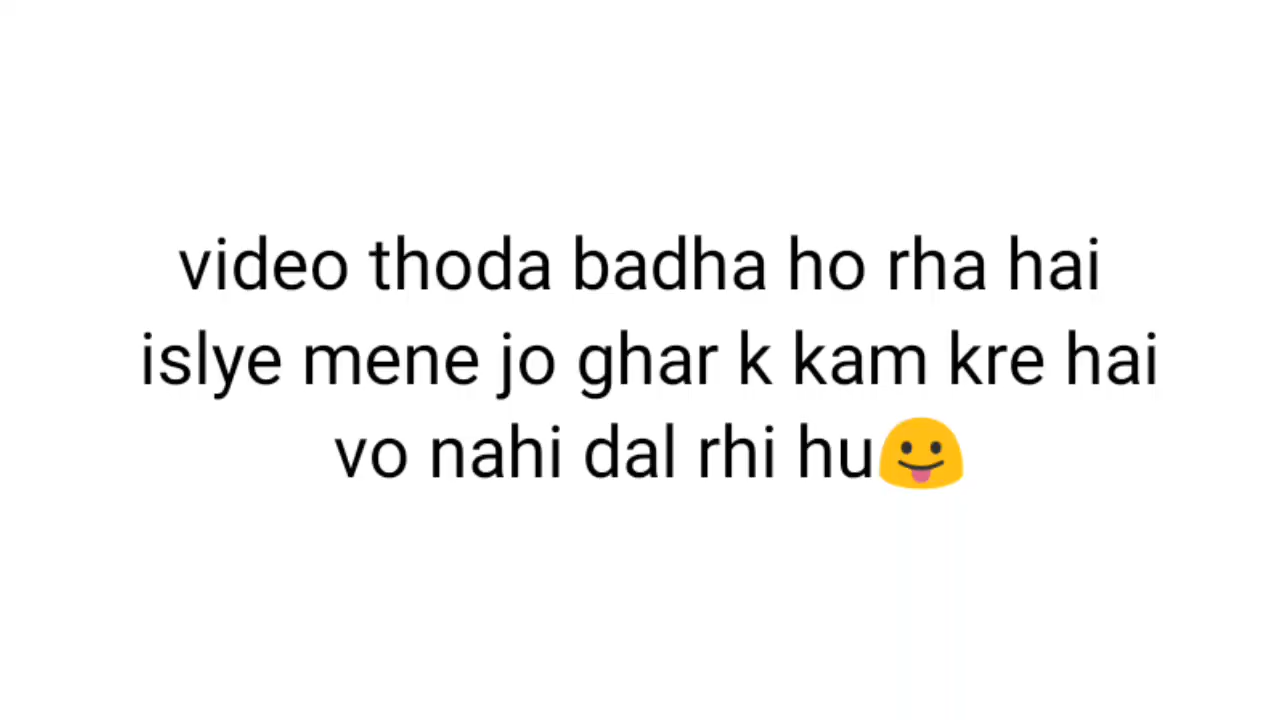 video thoda badha ho rha hai
islye mene jo ghar k kam kre hai
vo nahi dal rhi hu😛